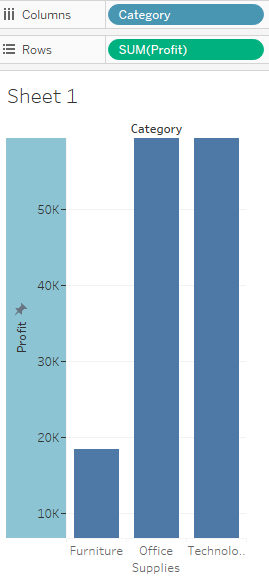 Columns
Category
Rows
SUM(Profit)
Sheet 1
Category
50K
40K
30K
20K
10K
Profit
Furniture
Office
Supplies
Technolo..